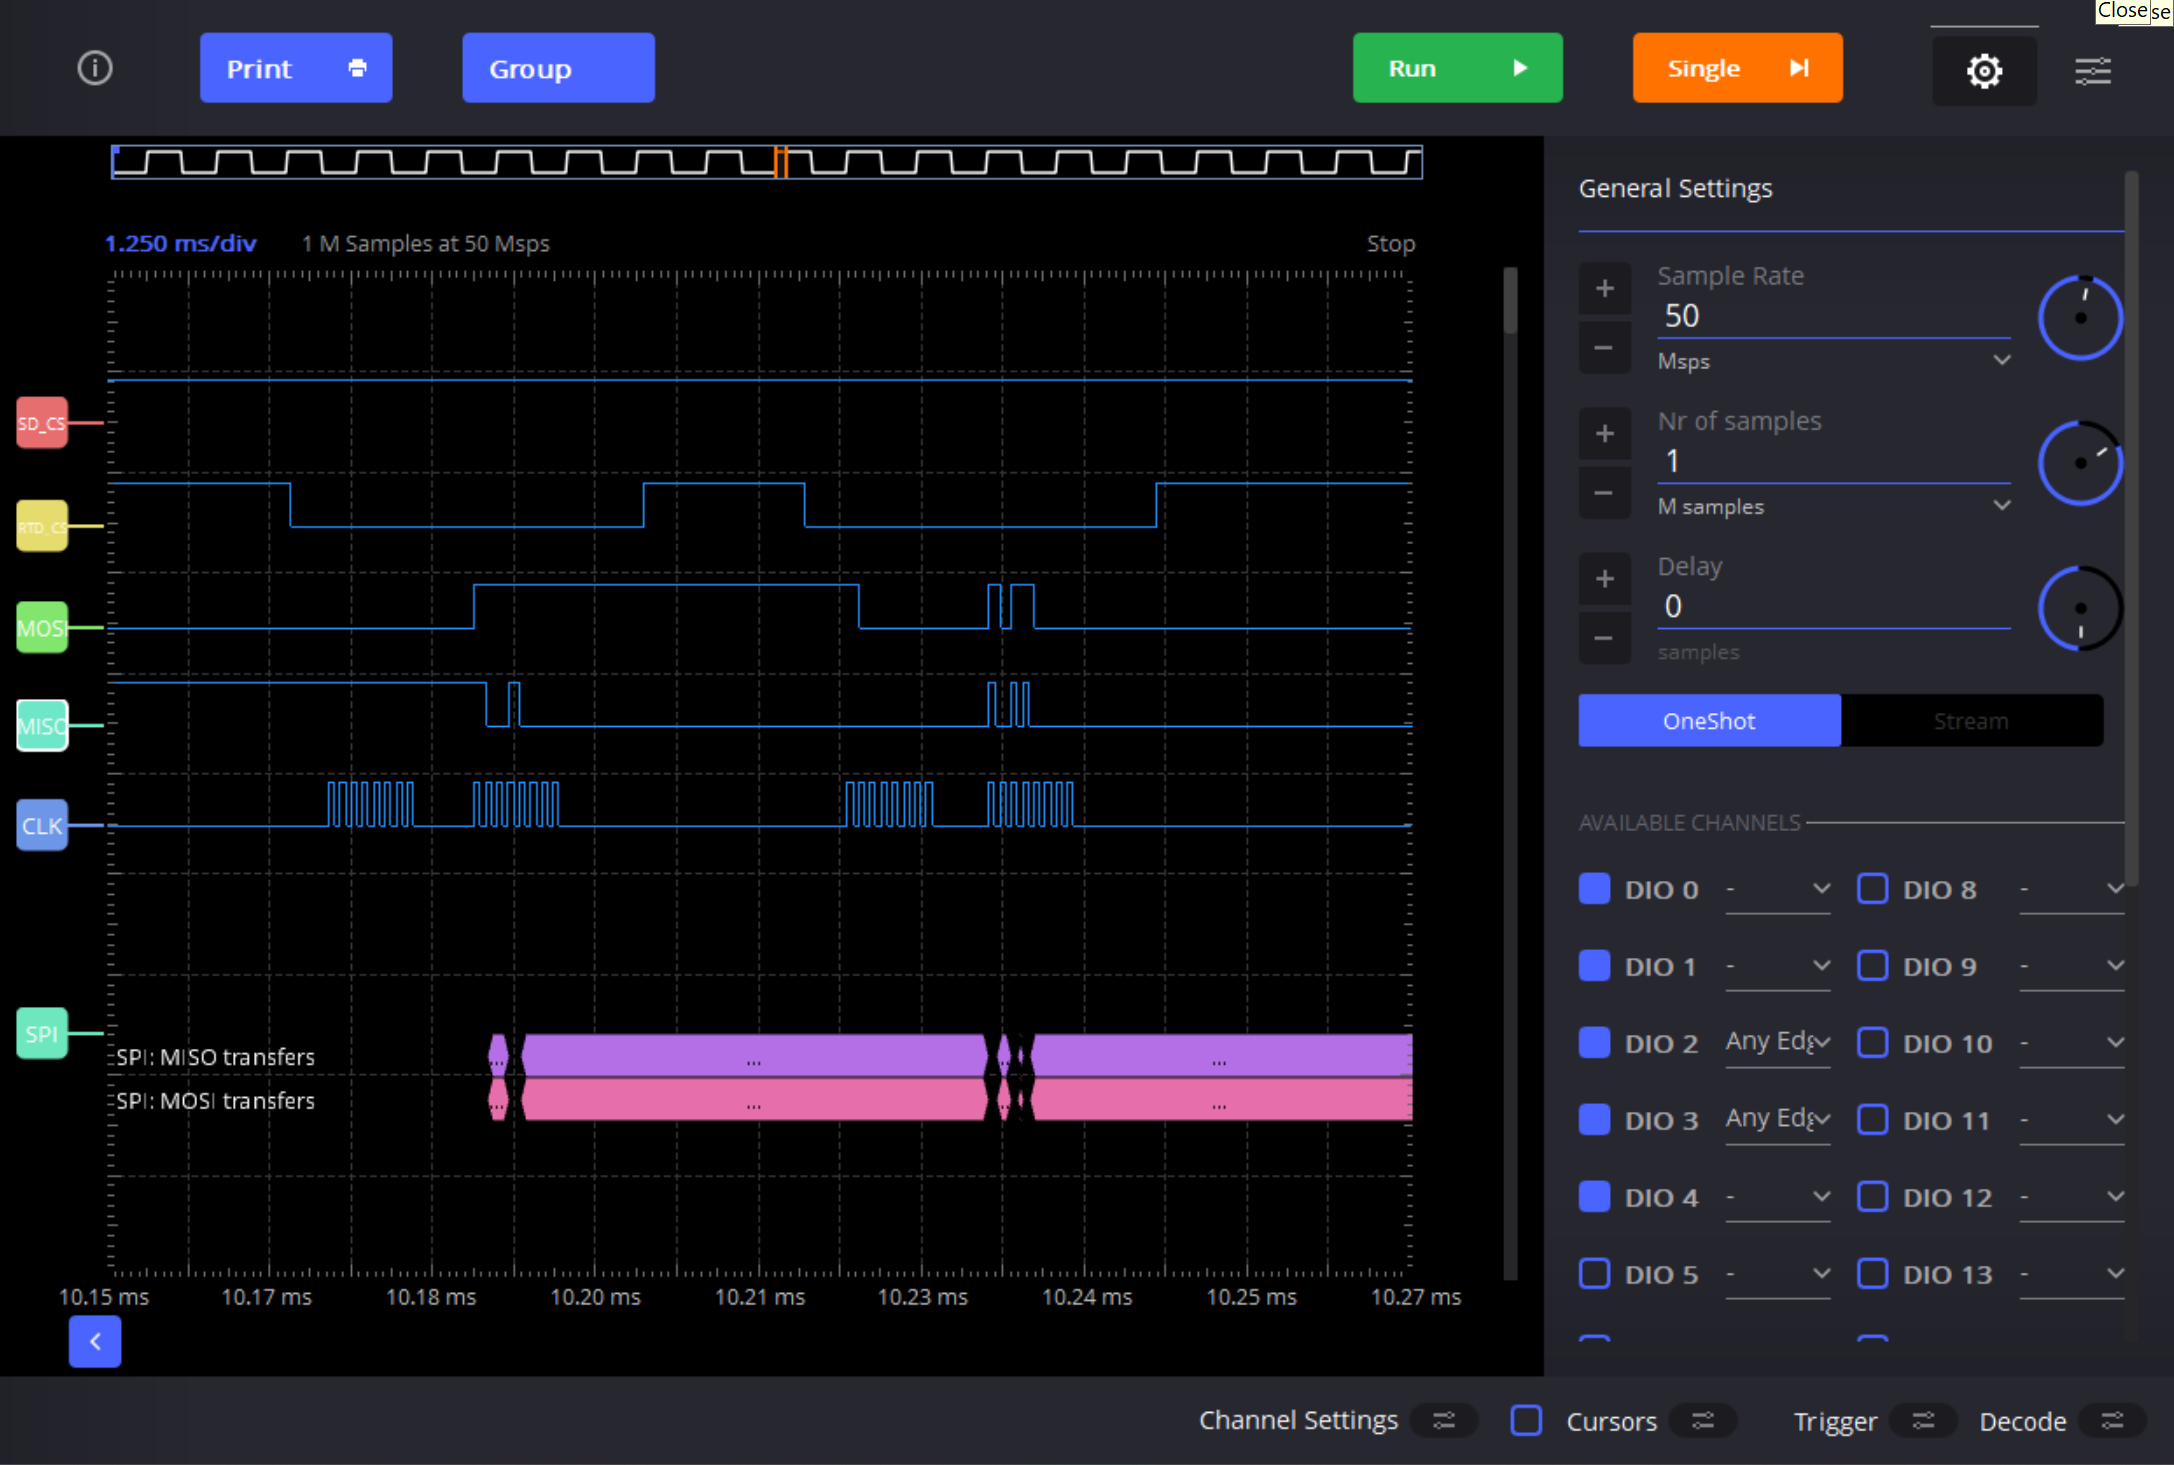 Close
se
Print
Group
Run
Single
1.250 ms/div
1 M Samples at 50 Msps
Stop
General Settings
Sample Rate
50
Msps
Nr of samples
1
M samples
Delay
0
samples
OneShot
Stream
AVAILABLE CHANNELS
DIO 0 - DIO 8 -
DIO 1 - DIO 9 -
DIO 2 Any Edg DIO 10 -
DIO 3 Any Edg DIO 11 -
DIO 4 - DIO 12 -
DIO 5 - DIO 13 -
SD_CS
RTD_CS
MOSI
MISO
CLK
SPI
SPI: MISO transfers
... ... ... ...
SPI: MOSI transfers
... ... ... ...
10.15 ms 10.17 ms 10.18 ms 10.20 ms 10.21 ms 10.23 ms 10.24 ms 10.25 ms 10.27 ms
Channel Settings
Cursors
Trigger
Decode